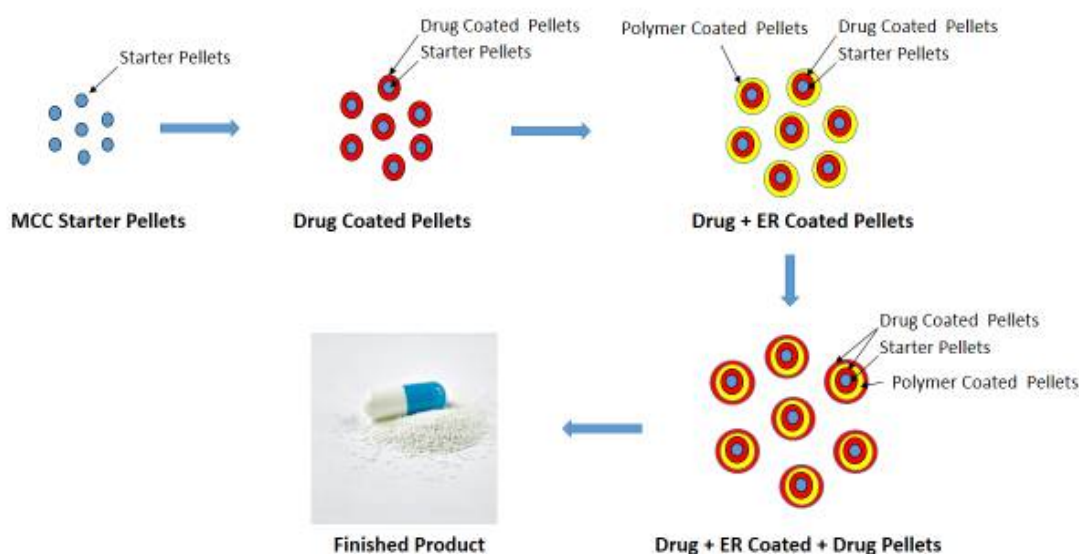 Starter Pellets
MCC Starter Pellets
Drug Coated Pellets
Starter Pellets
Drug Coated Pellets
Polymer Coated Pellets
Drug Coated Pellets
Starter Pellets
Drug + ER Coated Pellets
Drug Coated Pellets
Starter Pellets
Polymer Coated Pellets
Drug + ER Coated + Drug Pellets
Finished Product